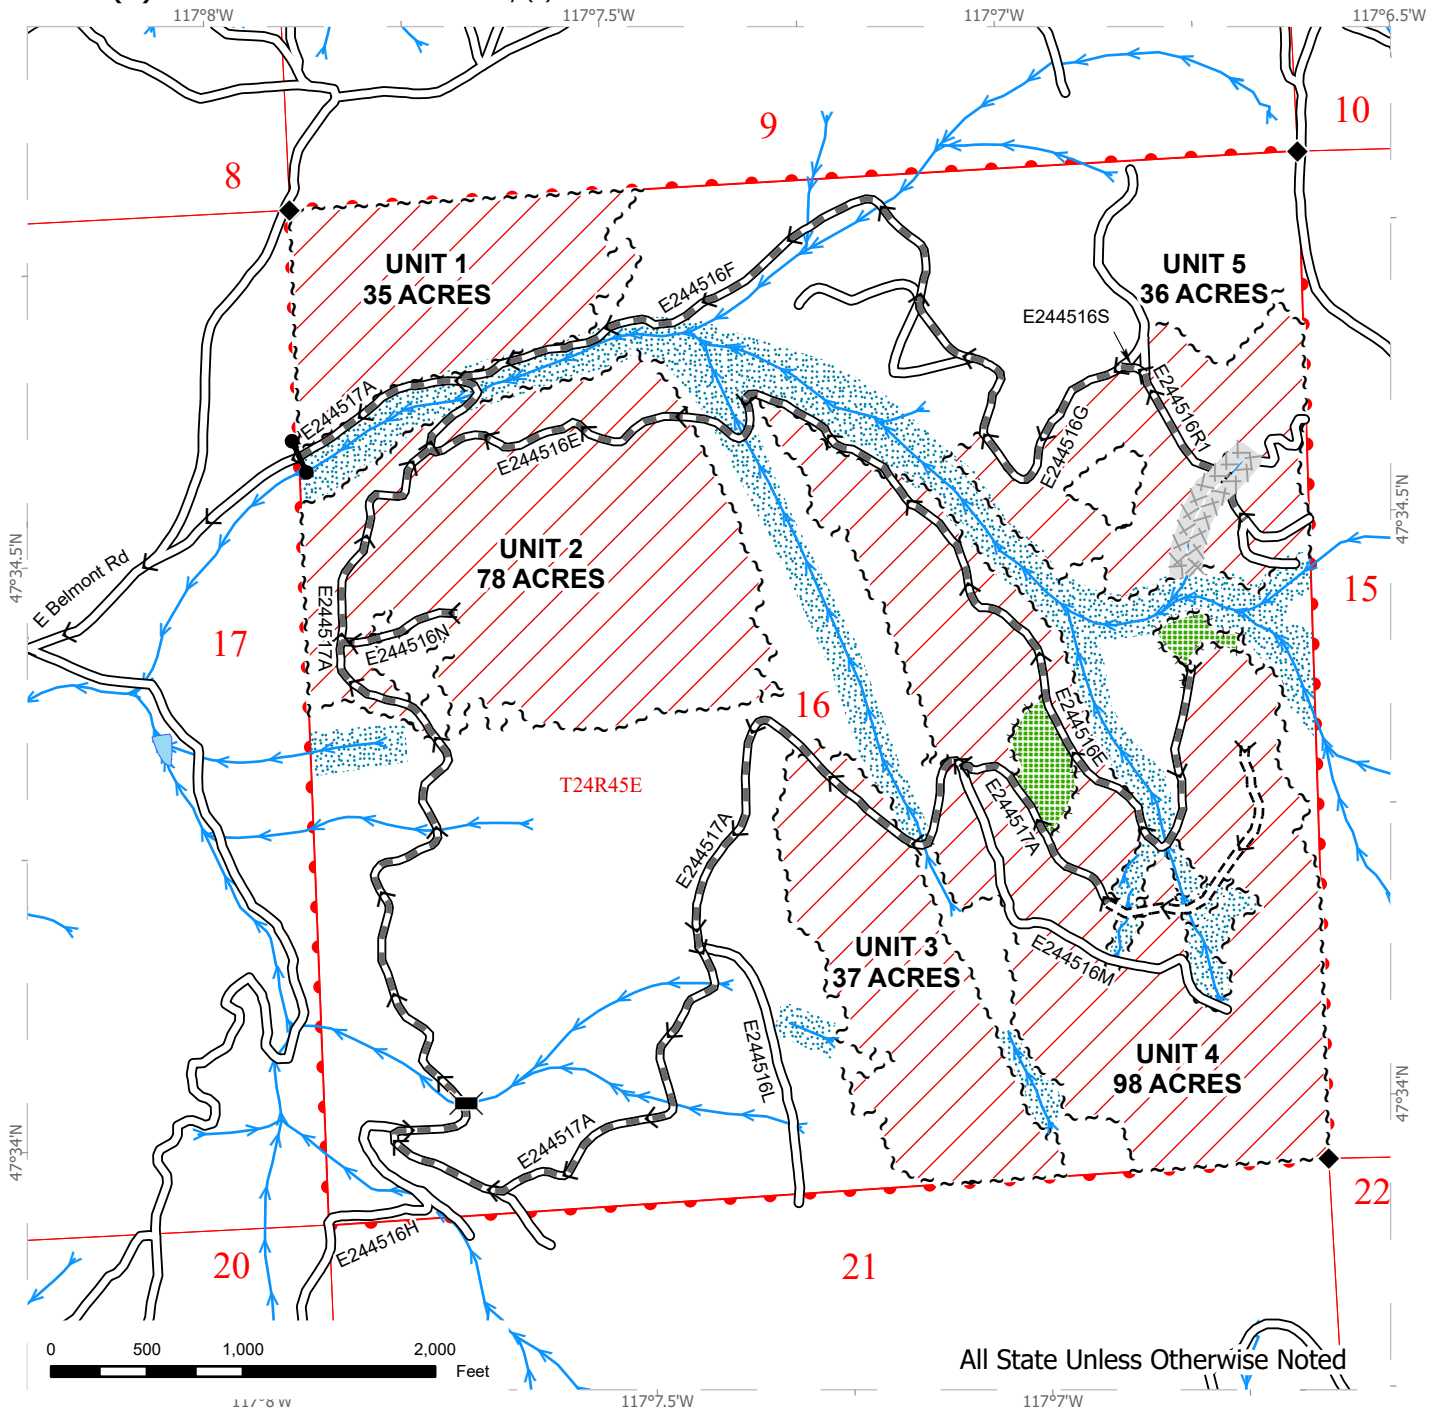 117°8'W
117°7.5'W
117°7'W
117°6.5'W
9
10
8
UNIT 1
35 ACRES
UNIT 5
36 ACRES
E244516F
E244516S
E244517A
E244516R1
E244516G
E244516E
47°34.5'N
47°34.5'N
UNIT 2
78 ACRES
E Belmont Rd
15
E244517A
17
E244516N
16
E244516E
T24R45E
E244517A
E244517A
UNIT 3
37 ACRES
E244516M
E244516L
UNIT 4
98 ACRES
47°34'N
47°34'N
E244517A
22
E244516H
20
21
0
500
1,000
2,000
Feet
All State Unless Otherwise Noted
117°8'W
117°7.5'W
117°7'W